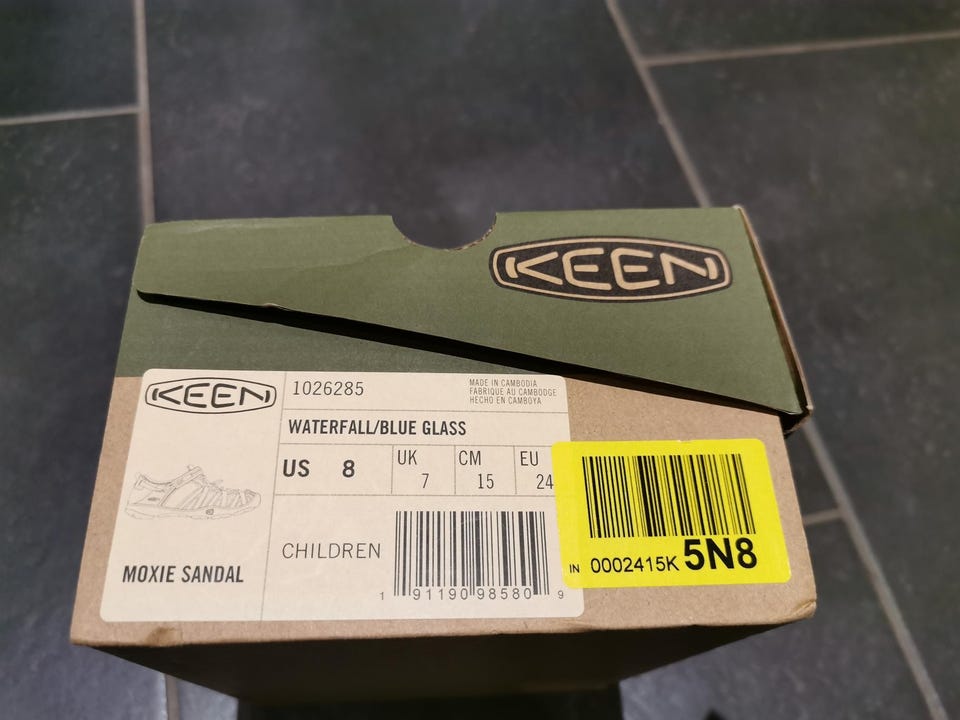 KEEN
KEEN
1026285
MADE IN CAMBODIA
FABRIQUE AU CAMBODGE
HECHO EN CAMBOYA
WATERFALL/BLUE GLASS
US 8
UK 7
CM 15
EU 24
CHILDREN
MOXIE SANDAL
1 91190 98580 9
IN 0002415K 5N8